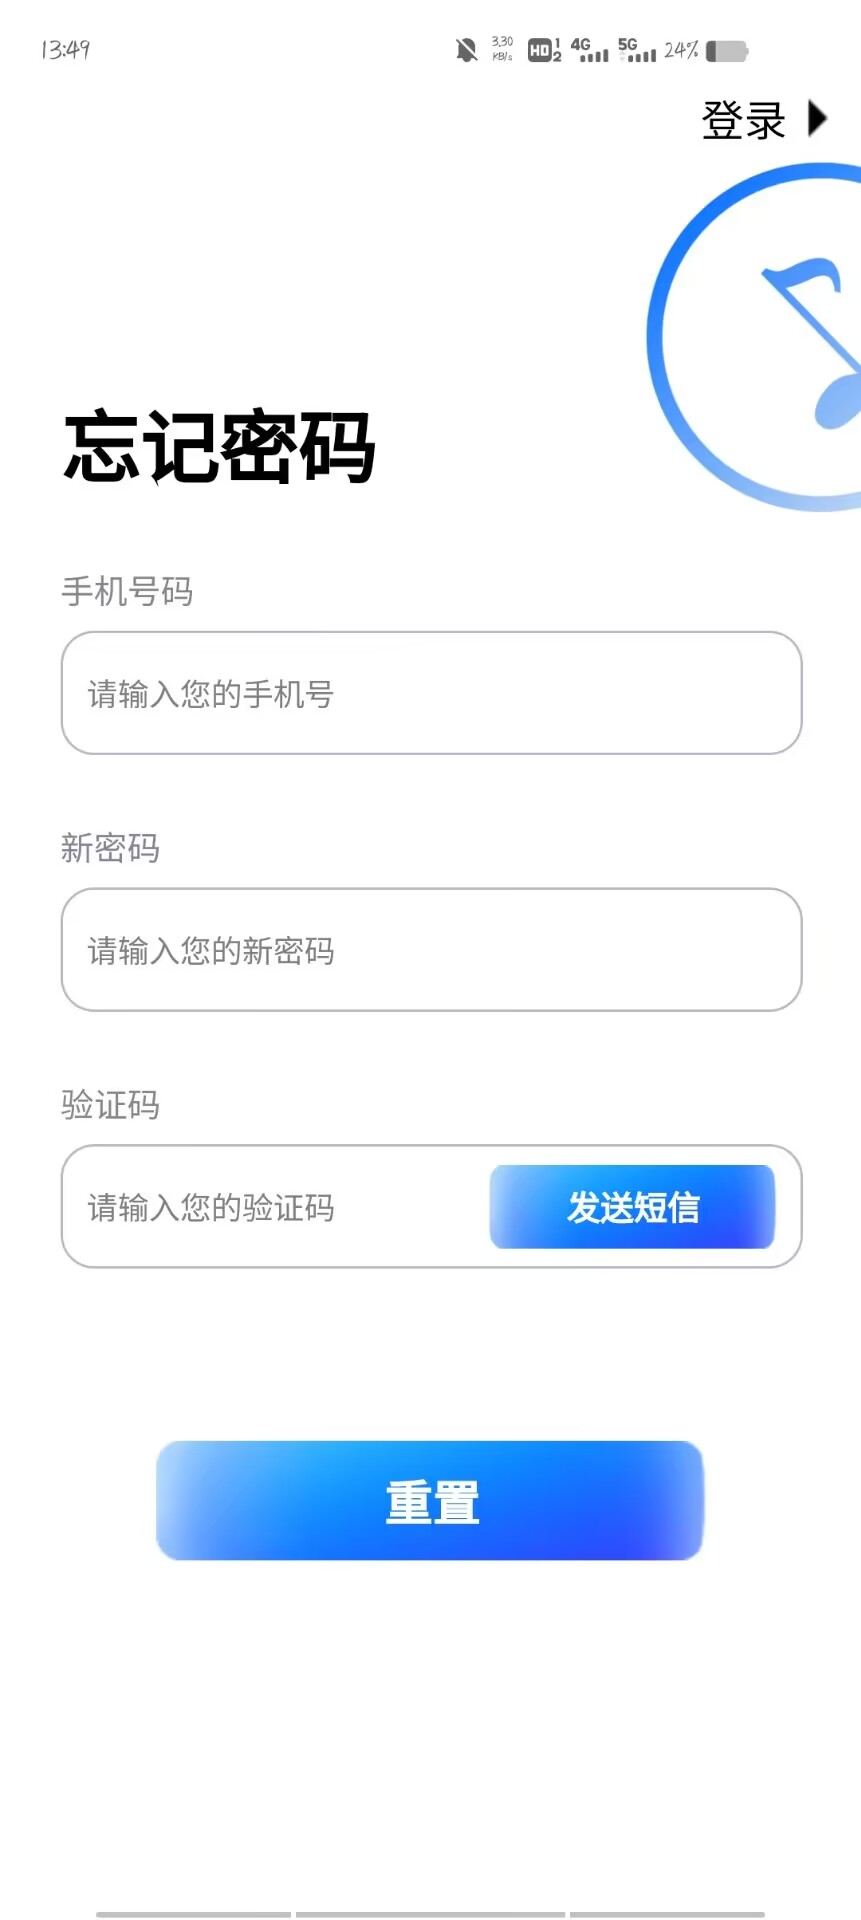 13:49
3.30
KB/s
HD 1 2
4G
5G
24%
登录
忘记密码
手机号码
请输入您的手机号
新密码
请输入您的新密码
验证码
请输入您的验证码
发送短信
重置